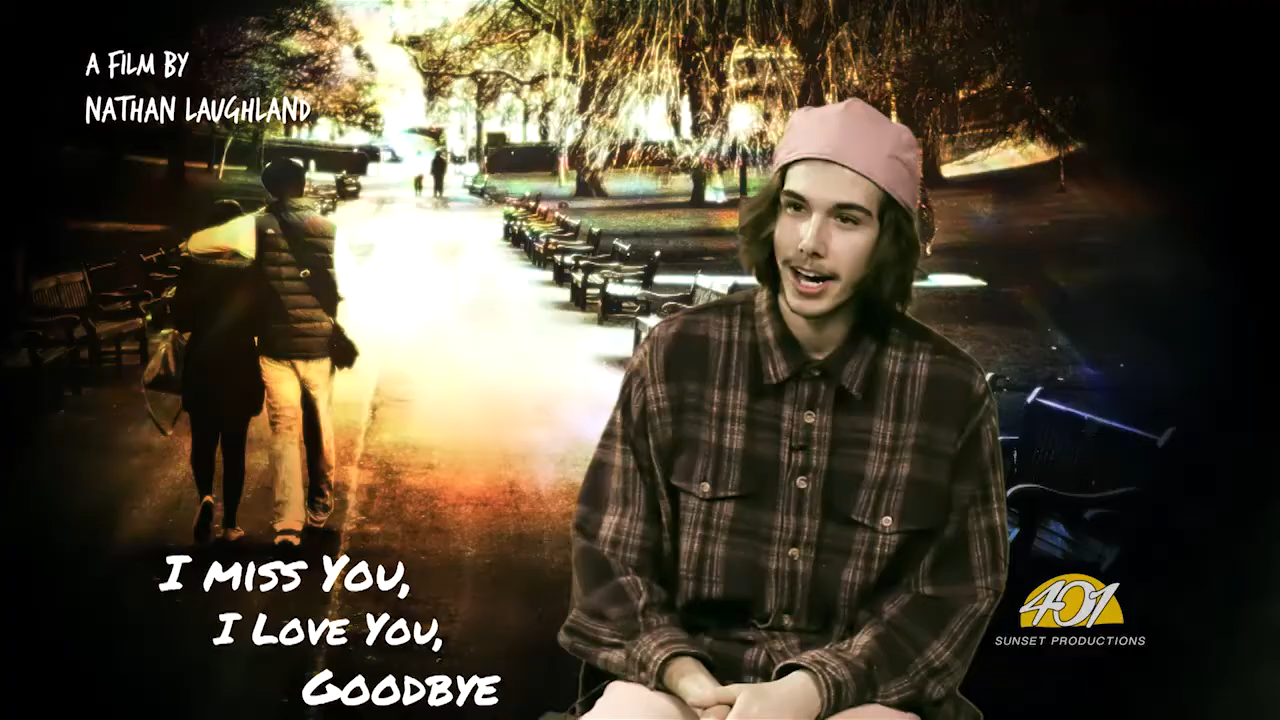 A FILM BY
NATHAN LAUGHLAND
I MISS YOU,
I LOVE YOU,
GOODBYE
401
SUNSET PRODUCTIONS